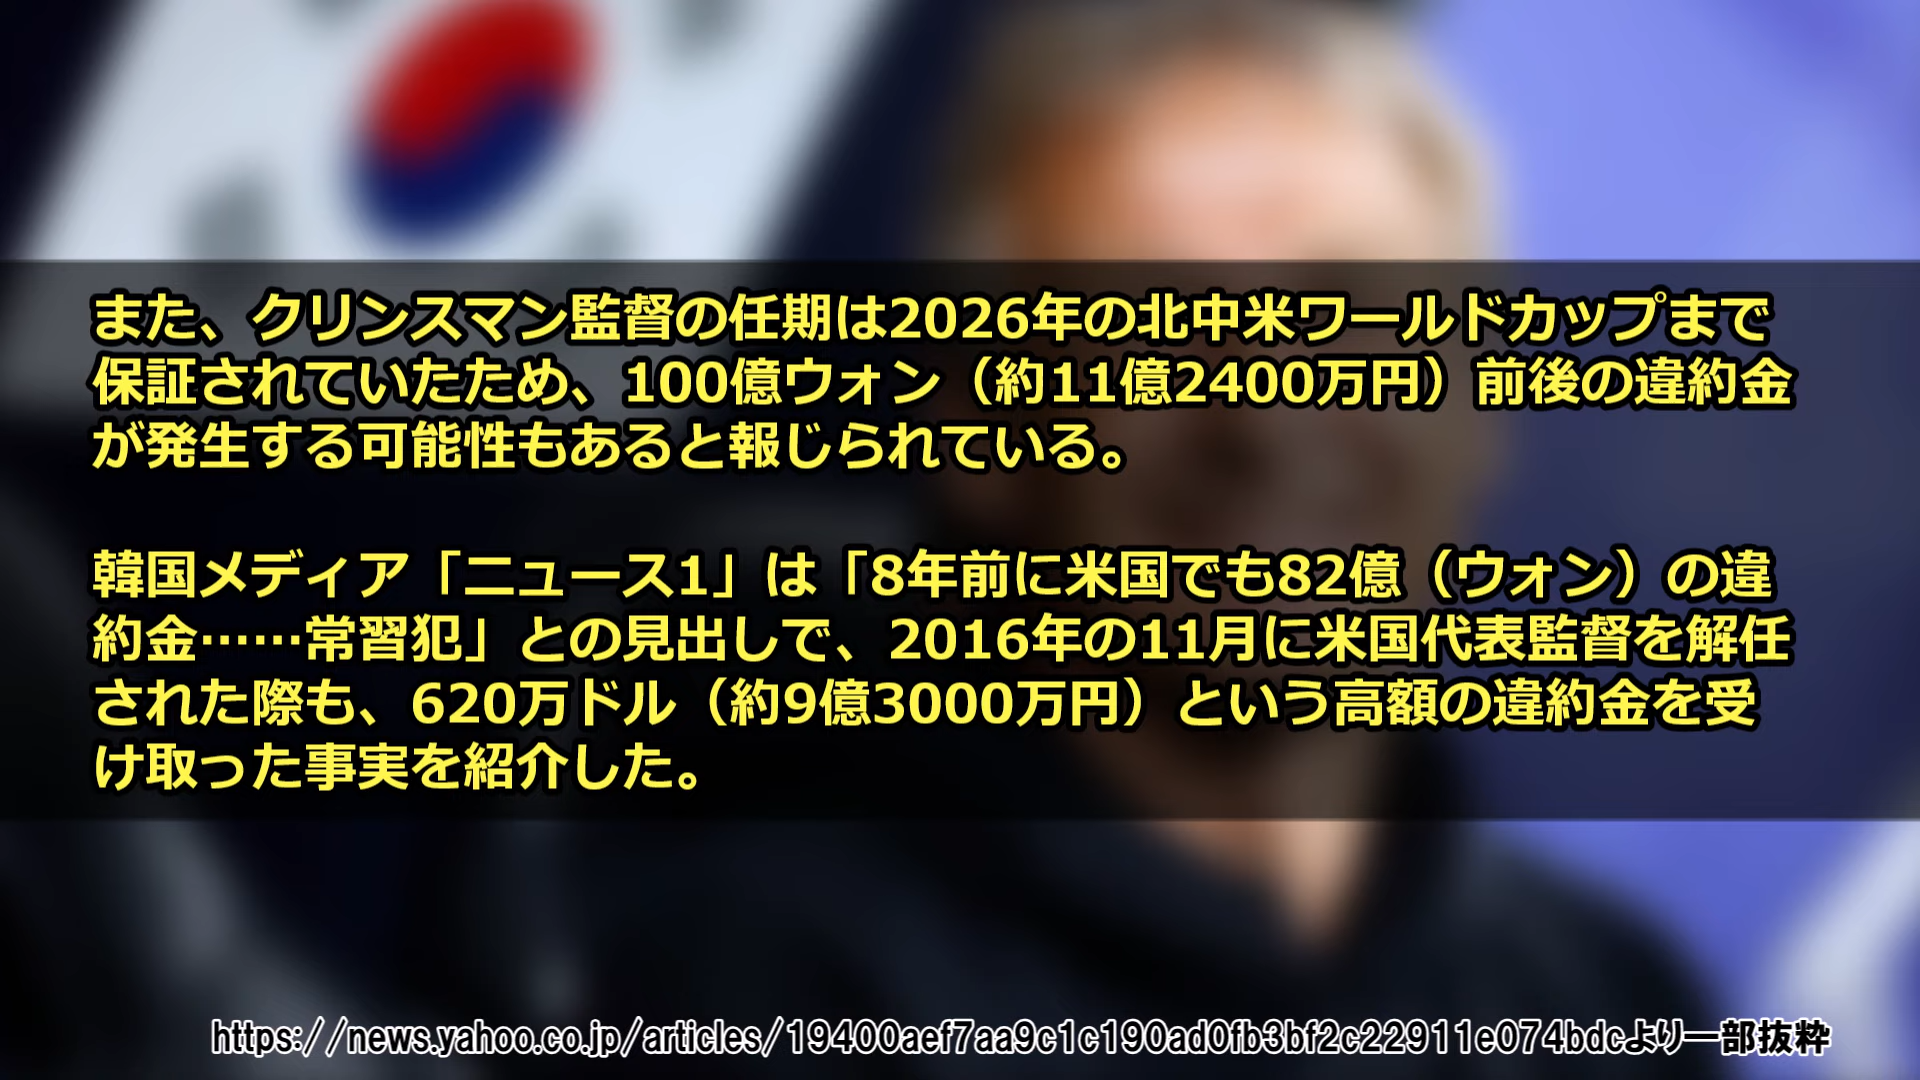 また、クリンスマン監督の任期は2026年の北中米ワールドカップまで
保証されていたため、100億ウォン（約11億2400万円）前後の違約金
が発生する可能性もあると報じられている。
韓国メディア「ニュース1」は「8年前に米国でも82億（ウォン）の違
約金……常習犯」との見出しで、2016年の11月に米国代表監督を解任
された際も、620万ドル（約9億3000万円）という高額の違約金を受
け取った事実を紹介した。
https://news.yahoo.co.jp/articles/19400aef7aa9c1c190ad0fb3bf2c22911e074bdcより一部抜粋